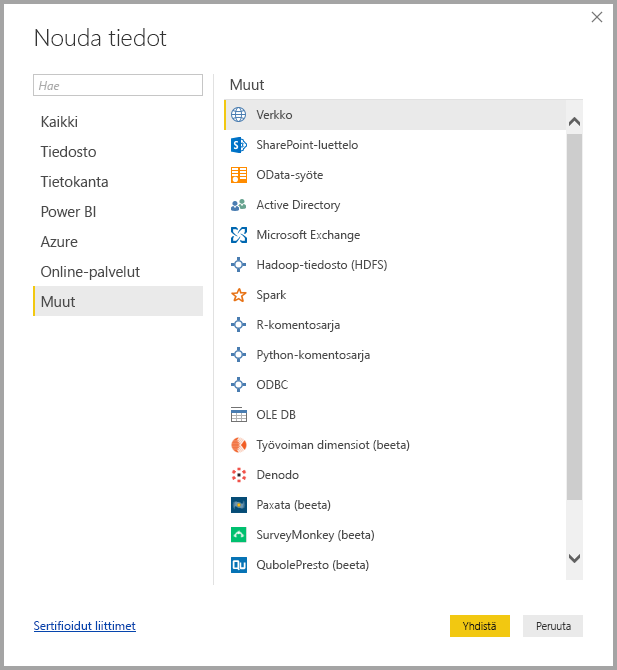 Nouda tiedot
Hae
Kaikki
Tiedosto
Tietokanta
Power BI
Azure
Online-palvelut
Muut
Muut
Verkko
SharePoint-luettelo
OData-syöte
Active Directory
Microsoft Exchange
Hadoop-tiedosto (HDFS)
Spark
R-komentosarja
Python-komentosarja
ODBC
OLE DB
Työvoiman dimensiot (beeta)
Denodo
Paxata (beeta)
SurveyMonkey (beeta)
QubolePresto (beeta)
Sertifioidut liittimet
Yhdistä
Peruuta